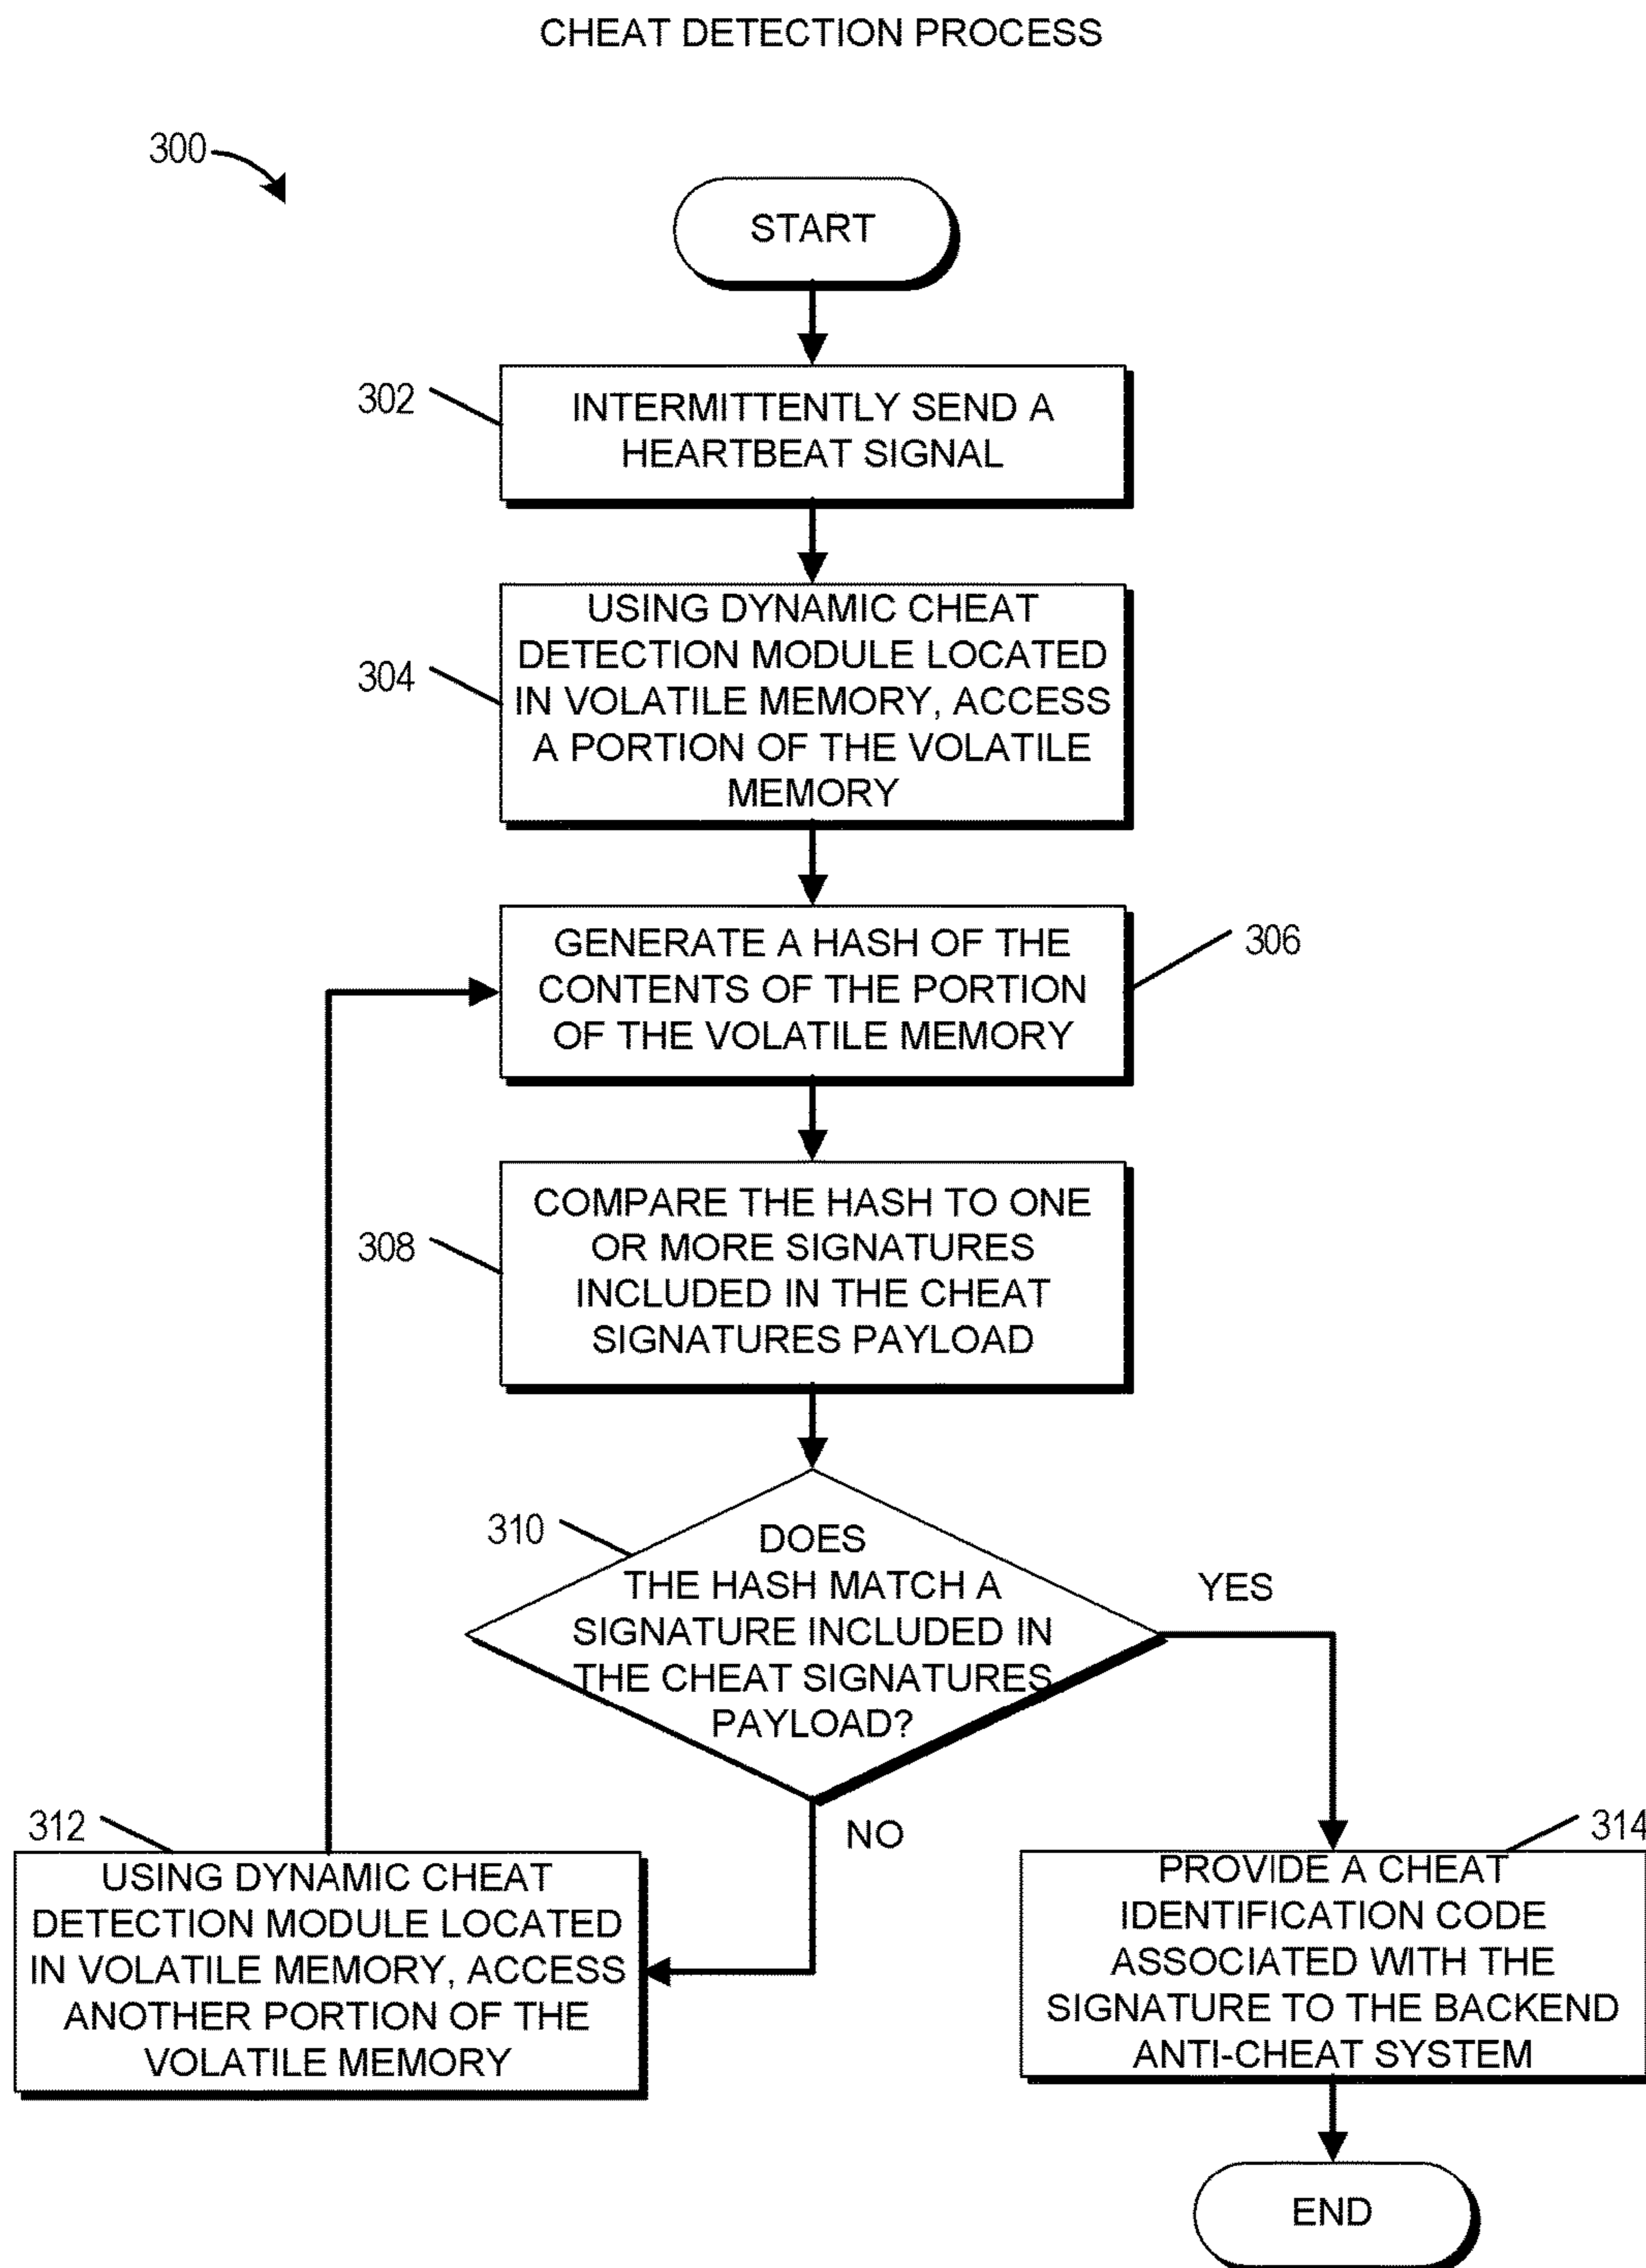 CHEAT DETECTION PROCESS
300
START
302
INTERMITTENTLY SEND A
HEARTBEAT SIGNAL
304
USING DYNAMIC CHEAT
DETECTION MODULE LOCATED
IN VOLATILE MEMORY, ACCESS
A PORTION OF THE VOLATILE
MEMORY
306
GENERATE A HASH OF THE
CONTENTS OF THE PORTION
OF THE VOLATILE MEMORY
308
COMPARE THE HASH TO ONE
OR MORE SIGNATURES
INCLUDED IN THE CHEAT
SIGNATURES PAYLOAD
310
DOES
THE HASH MATCH A
SIGNATURE INCLUDED IN
THE CHEAT SIGNATURES
PAYLOAD?
YES
NO
312
USING DYNAMIC CHEAT
DETECTION MODULE LOCATED
IN VOLATILE MEMORY, ACCESS
ANOTHER PORTION OF THE
VOLATILE MEMORY
314
PROVIDE A CHEAT
IDENTIFICATION CODE
ASSOCIATED WITH THE
SIGNATURE TO THE BACKEND
ANTI-CHEAT SYSTEM
END